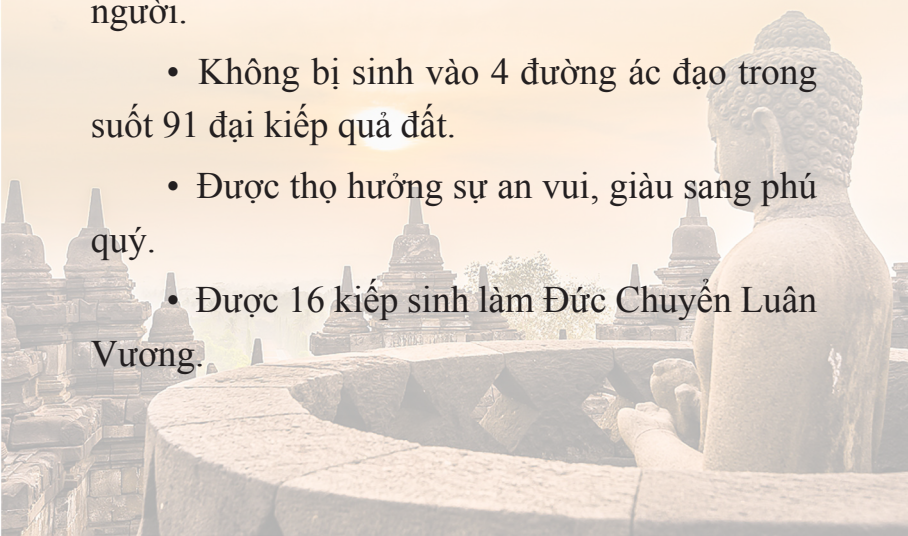 người.
• Không bị sinh vào 4 đường ác đạo trong
suốt 91 đại kiếp quả đất.
• Được thọ hưởng sự an vui, giàu sang phú
quý.
• Được 16 kiếp sinh làm Đức Chuyển Luân
Vương.